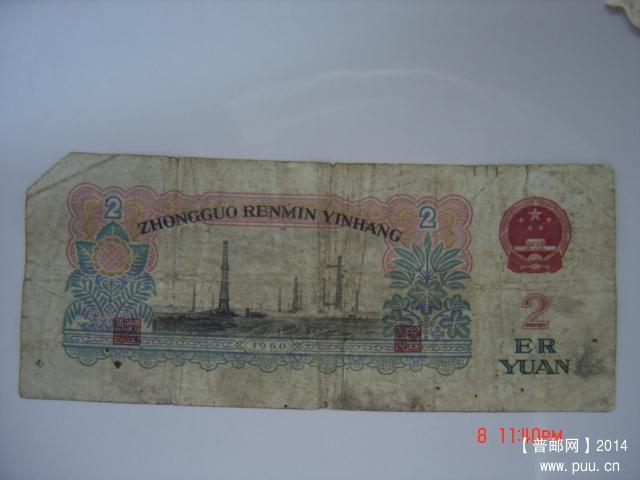 2
ZHONGGUO RENMIN YINHANG
2
1960
2
ER
YUAN
8 11:40PM
【普邮网】2014
www.puu.cn